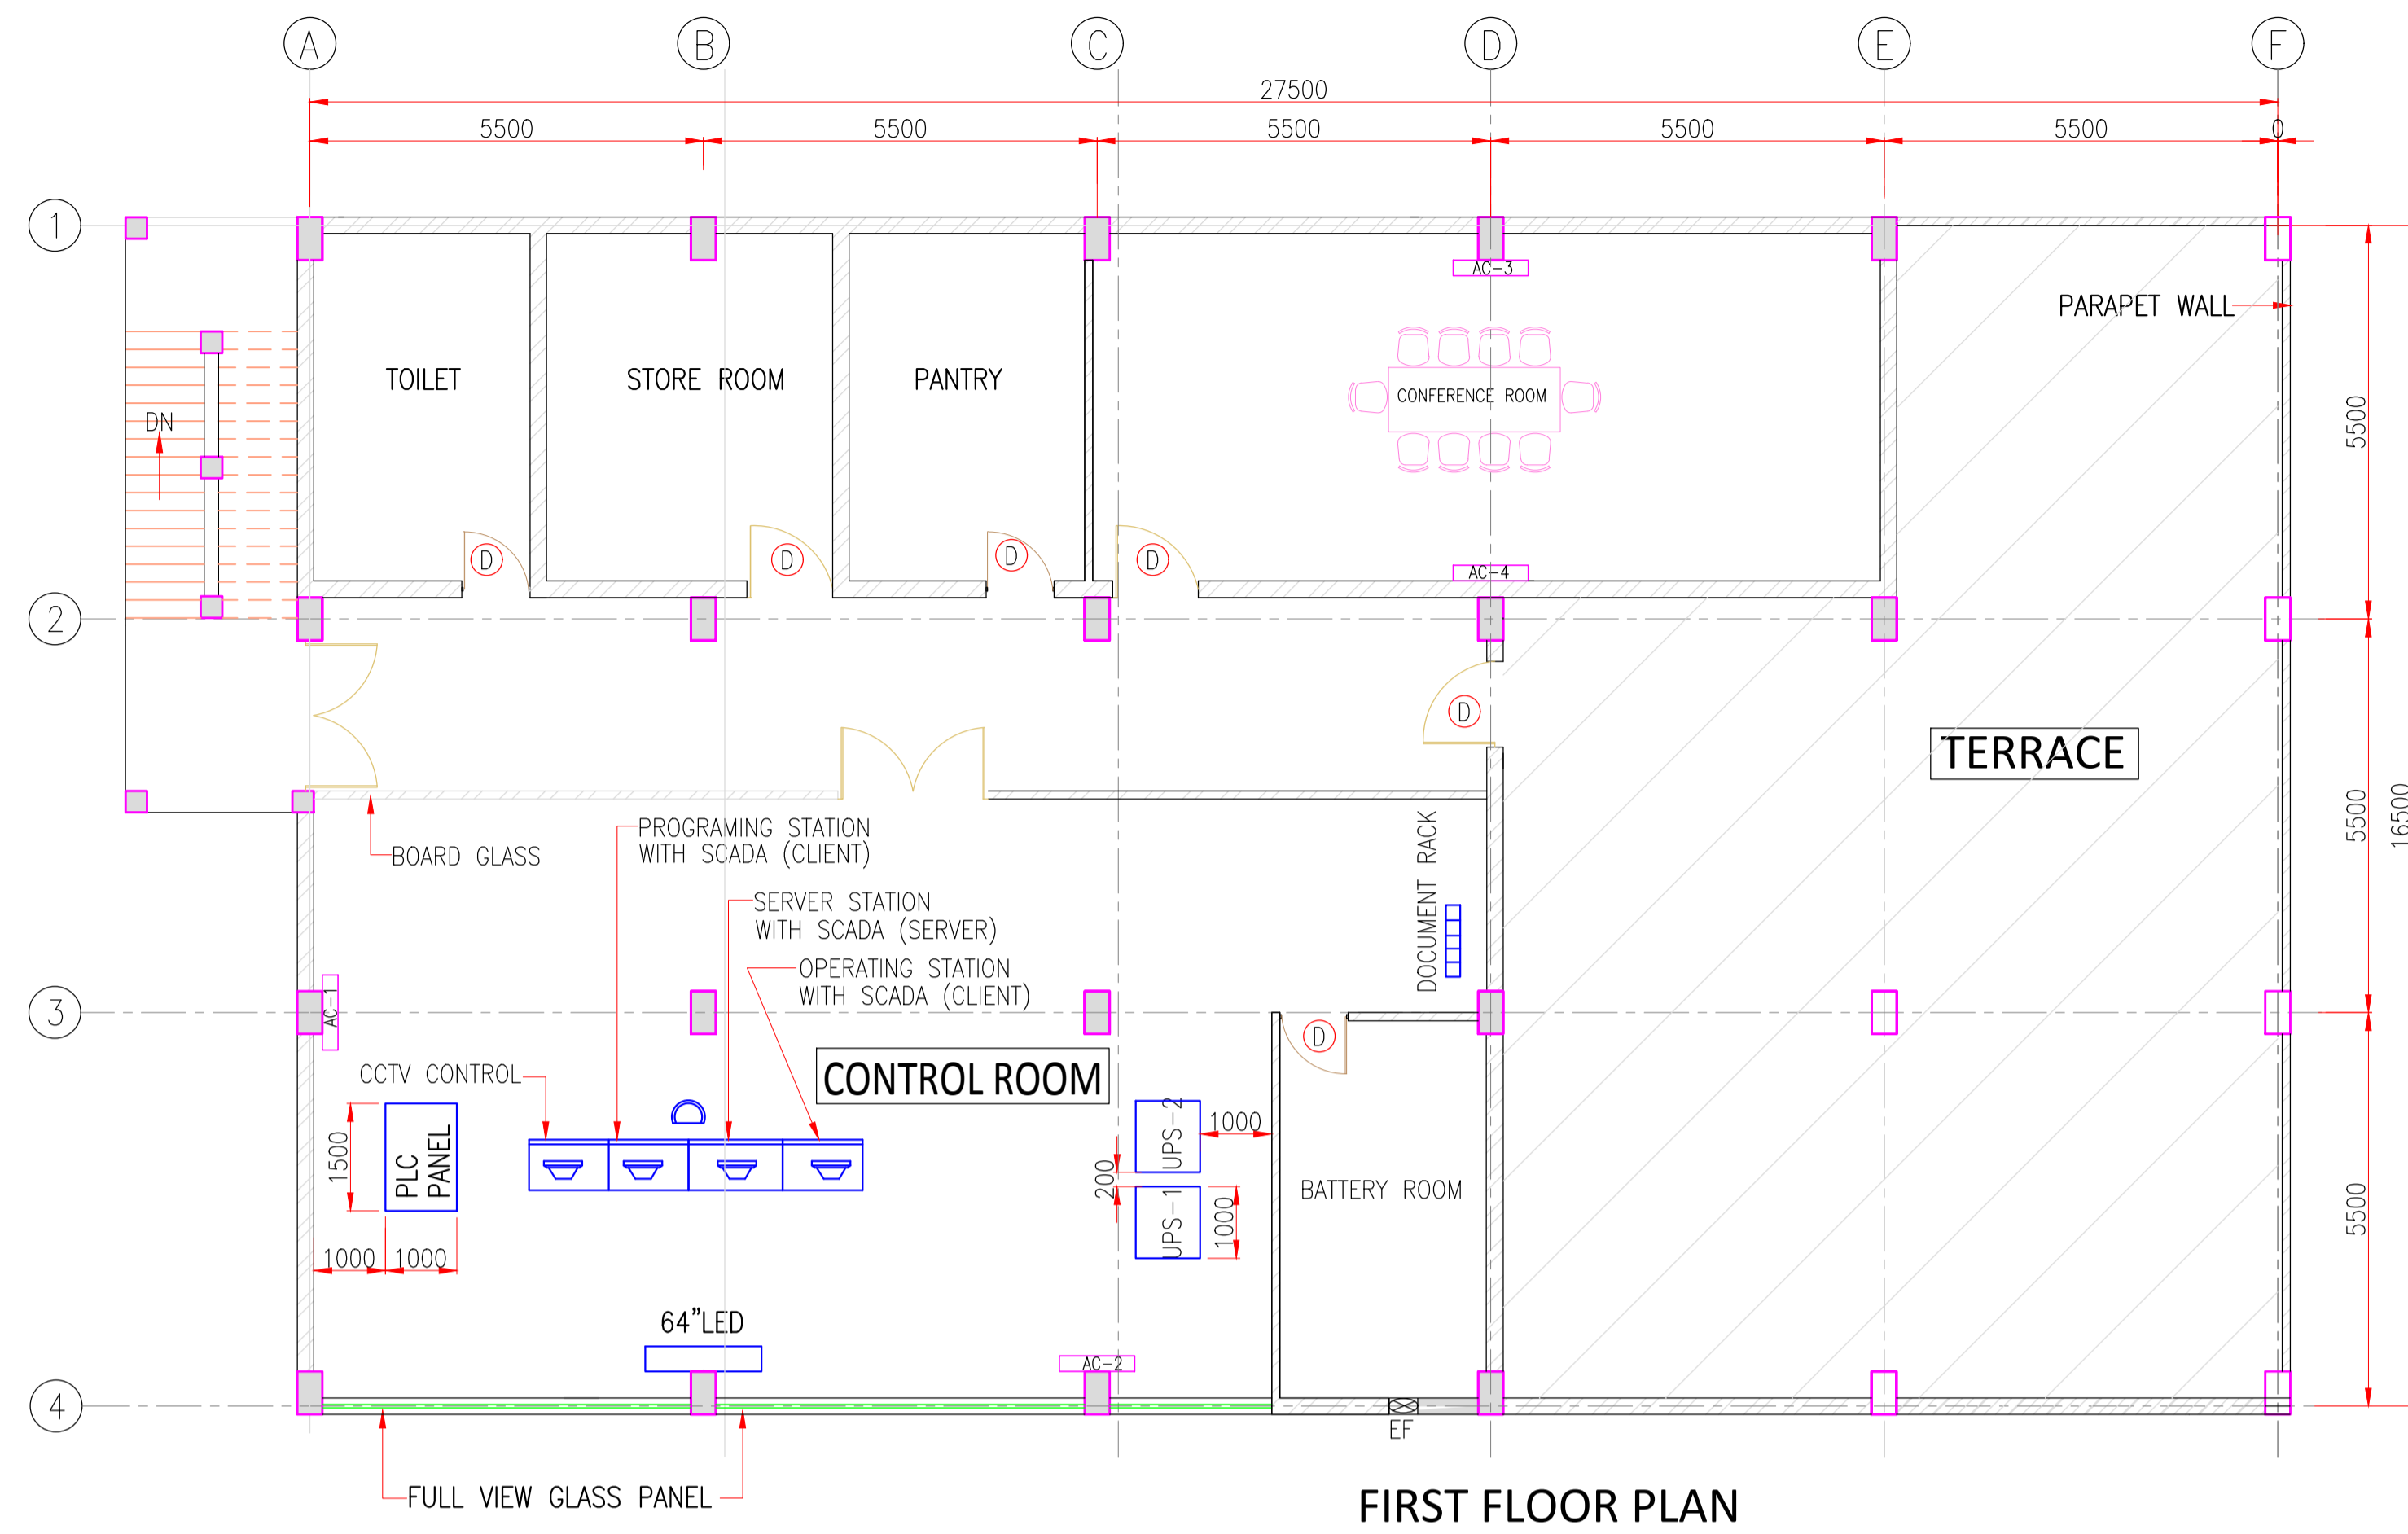 A B C D E F
27500
5500 5500 5500 5500 5500 0
1
AC-3
PARAPET WALL
TOILET STORE ROOM PANTRY CONFERENCE ROOM
DN
5500
D D D D
AC-4
2
D
TERRACE
5500
16500
PROGRAMING STATION
WITH SCADA (CLIENT)
BOARD GLASS
SERVER STATION
WITH SCADA (SERVER)
DOCUMENT RACK
OPERATING STATION
WITH SCADA (CLIENT)
3
AC-1
D
CCTV CONTROL
CONTROL ROOM
1500
PLC
PANEL
UPS-2
1000
200
UPS-1
1000
BATTERY ROOM
5500
1000 1000
64"LED
AC-2
4
EF
FULL VIEW GLASS PANEL
FIRST FLOOR PLAN